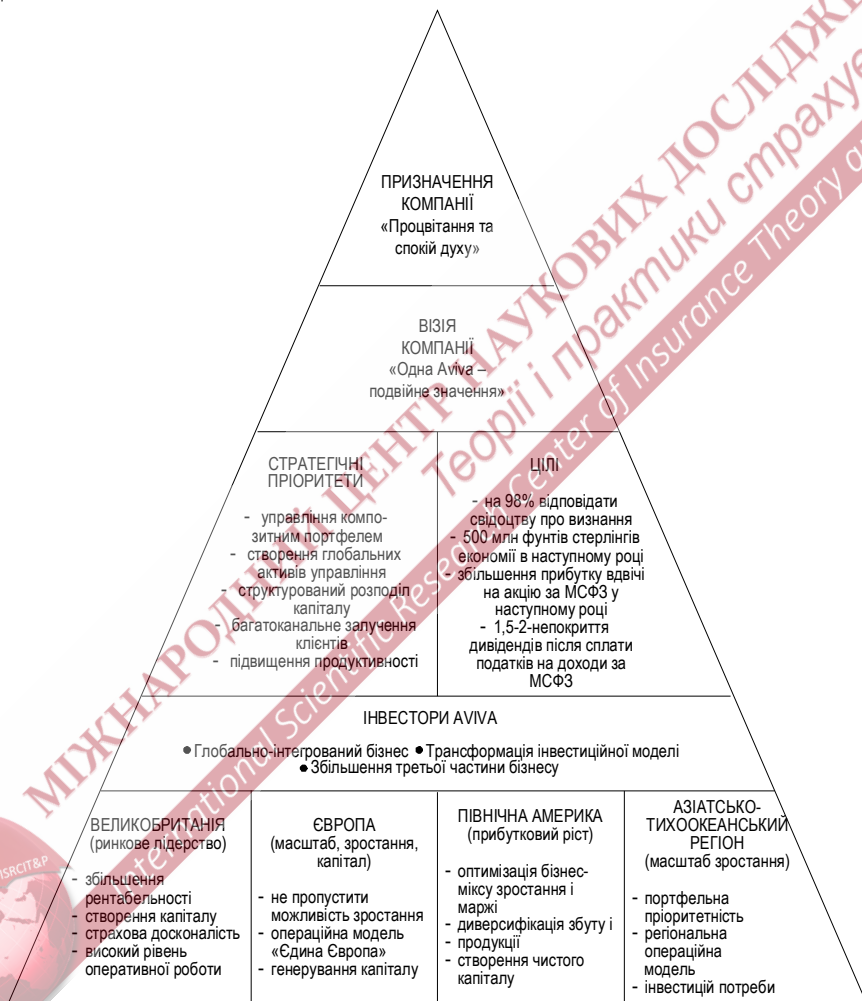 ПРИЗНАЧЕННЯ
КОМПАНІЇ
«Процвітання та
спокій духу»
ВІЗІЯ
КОМПАНІЇ
«Одна Aviva –
подвійне значення»
СТРАТЕГІЧНІ
ПРІОРИТЕТИ
- управління компо-
зитним портфелем
- створення глобальних
активів управління
- структурований розподіл
капіталу
- багатоканальне залучення
клієнтів
- підвищення продуктивності
ЦІЛІ
- на 98% відповідати
свідоцтву про визнання
- 500 млн фунтів стерлінгів
економії в наступному році
- збільшення прибутку вдвічі
на акцію за МСФЗ у
наступному році
- 1,5-2-непокриття
дивидендів після сплати
податків на доходи за
МСФЗ
ІНВЕСТОРИ AVIVA
● Глобально-інтегрований бізнес ● Трансформація інвестиційної моделі
● Збільшення третьої частини бізнесу
ВЕЛИКОБРИТАНІЯ
(ринкове лідерство)
- збільшення
рентабельності
- створення капіталу
- страхова досконалість
- високий рівень
оперативної роботи
ЄВРОПА
(масштаб, зростання,
капітал)
- не пропустити
можливість зростання
- операційна модель
«Єдина Європа»
- генерування капіталу
ПІВНІЧНА АМЕРИКА
(прибутковий ріст)
- оптимізація бізнес-
міксу зростання і
маржі
- диверсифікація збуту і
- продукції
- створення чистого
капіталу
АЗІАТСЬКО-
ТИХООКЕАНСЬКИЙ
РЕГІОН
(масштаб зростання)
- портфельна
пріоритетність
- регіональна
операційна
модель
- інвестицій потреби
МІЖНАРОДНИЙ ЦЕНТР НАУКОВИХ
Теорії і практики
International Scientific Research Center of Insurance Theory
ISRCIT&P